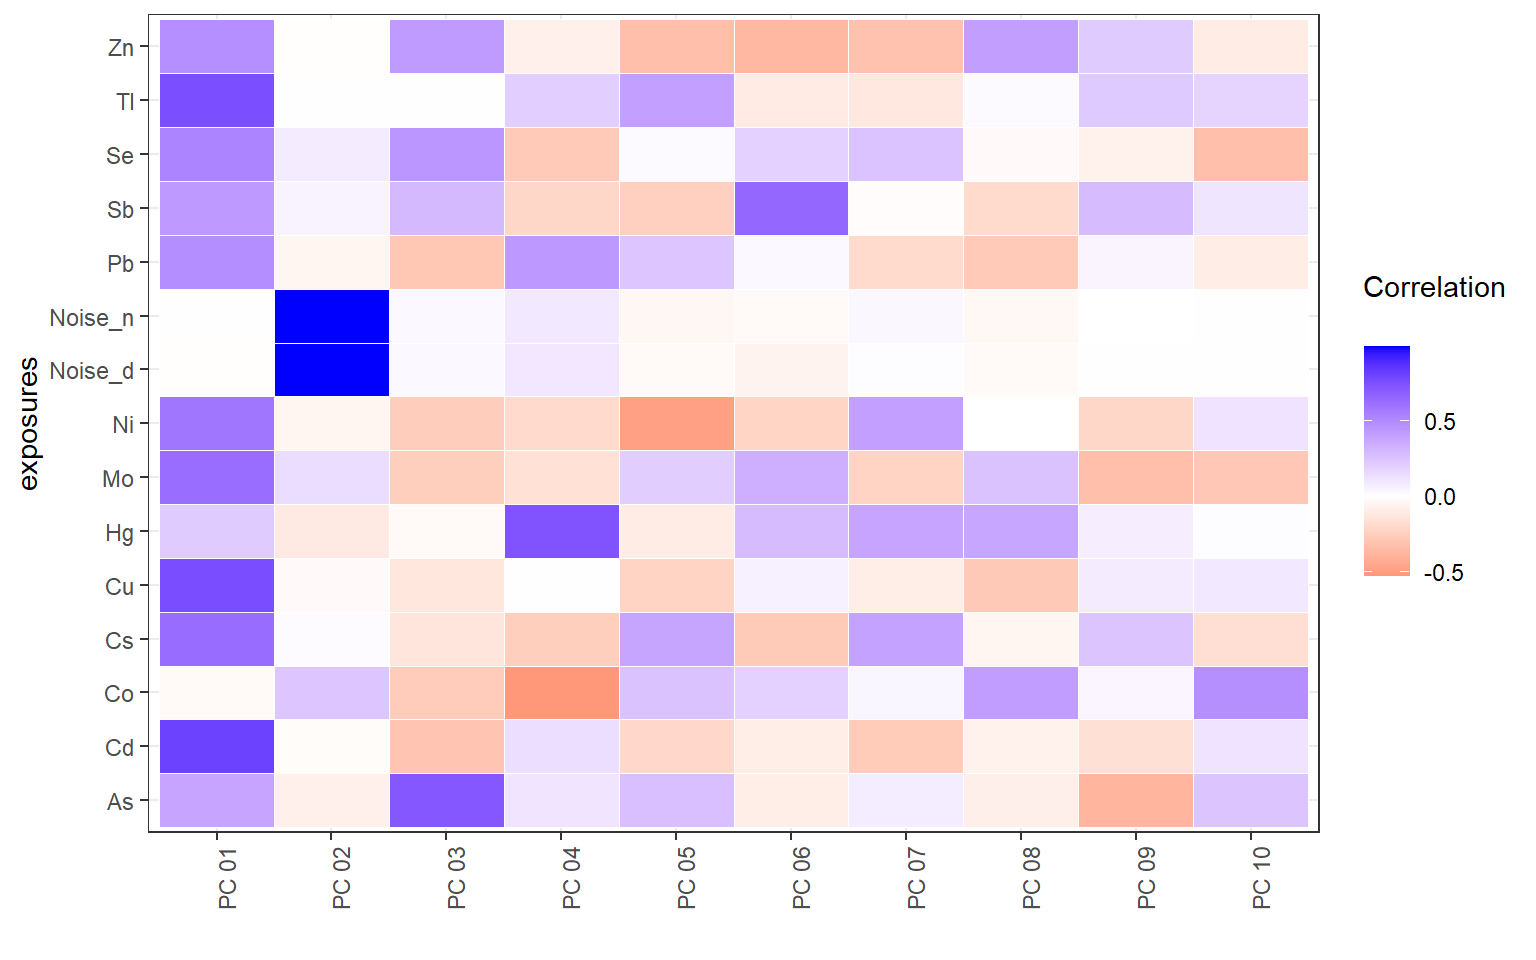 Zn
Tl
Se
Sb
Pb
Noise_n
Noise_d
Ni
Mo
Hg
Cu
Cs
Co
Cd
As
exposures
PC 01
PC 02
PC 03
PC 04
PC 05
PC 06
PC 07
PC 08
PC 09
PC 10
Correlation
0.5
0.0
-0.5